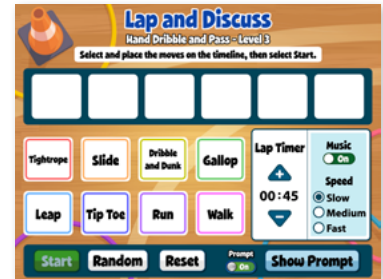 Lap and Discuss
Hand Dribble and Pass - Level 3
Select and place the moves on the timeline, then select Start.
Tightrope
Slide
Dribble
and Dunk
Gallop
Leap
Tip Toe
Run
Walk
Lap Timer
00:45
Music
On
Speed
Slow
Medium
Fast
Start
Random
Reset
Prompt
On
Show Prompt